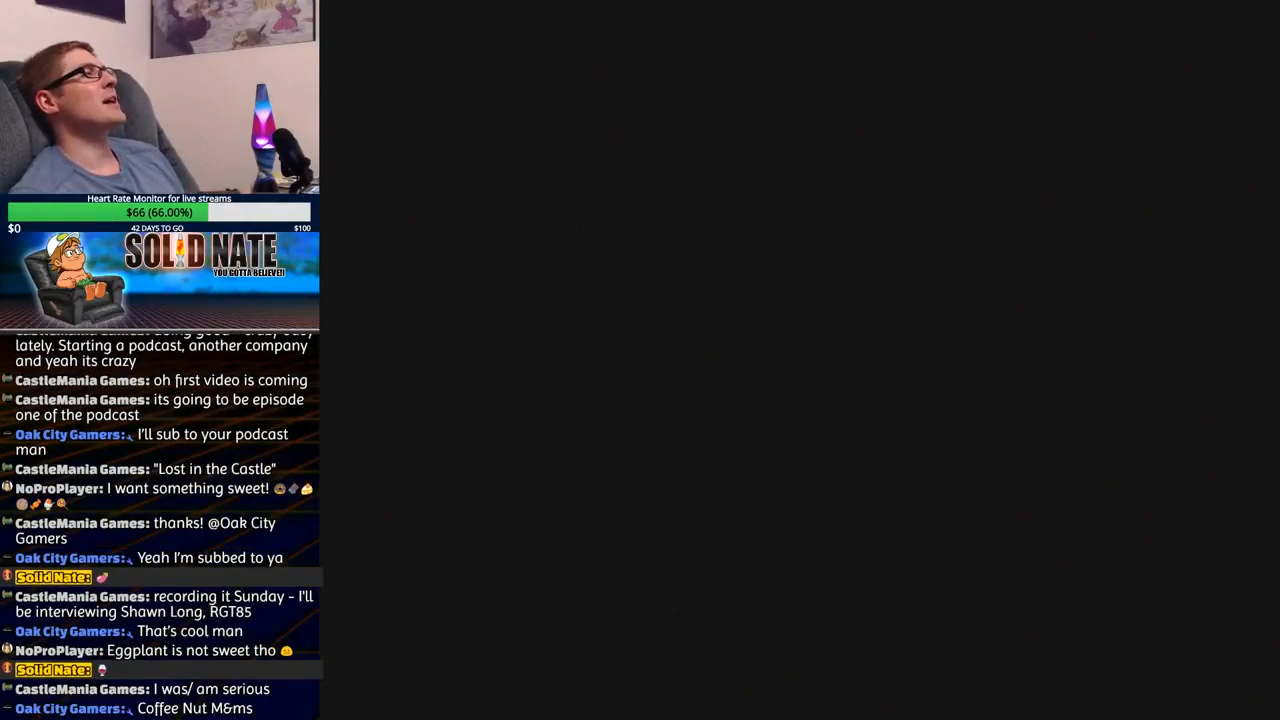 Heart Rate Monitor for live streams
$66 (66.00%)
$0 42 DAYS TO GO $100
SOLID NATE
YOU GOTTA BELIEVE!!
lately. Starting a podcast, another company
and yeah its crazy
CastleMania Games: oh first video is coming
CastleMania Games: its going to be episode
one of the podcast
Oak City Gamers: I'll sub to your podcast
man
CastleMania Games: "Lost in the Castle"
NoProPlayer: I want something sweet! 🍩🍫🍰
🍪🍬🍨🍭
CastleMania Games: thanks! @Oak City
Gamers
Oak City Gamers: Yeah I'm subbed to ya
Solid Nate: 🍆
CastleMania Games: recording it Sunday - I'll
be interviewing Shawn Long, RGT85
Oak City Gamers: That's cool man
NoProPlayer: Eggplant is not sweet tho
Solid Nate: 🍷
CastleMania Games: I was/ am serious
Oak City Gamers: Coffee Nut M&ms